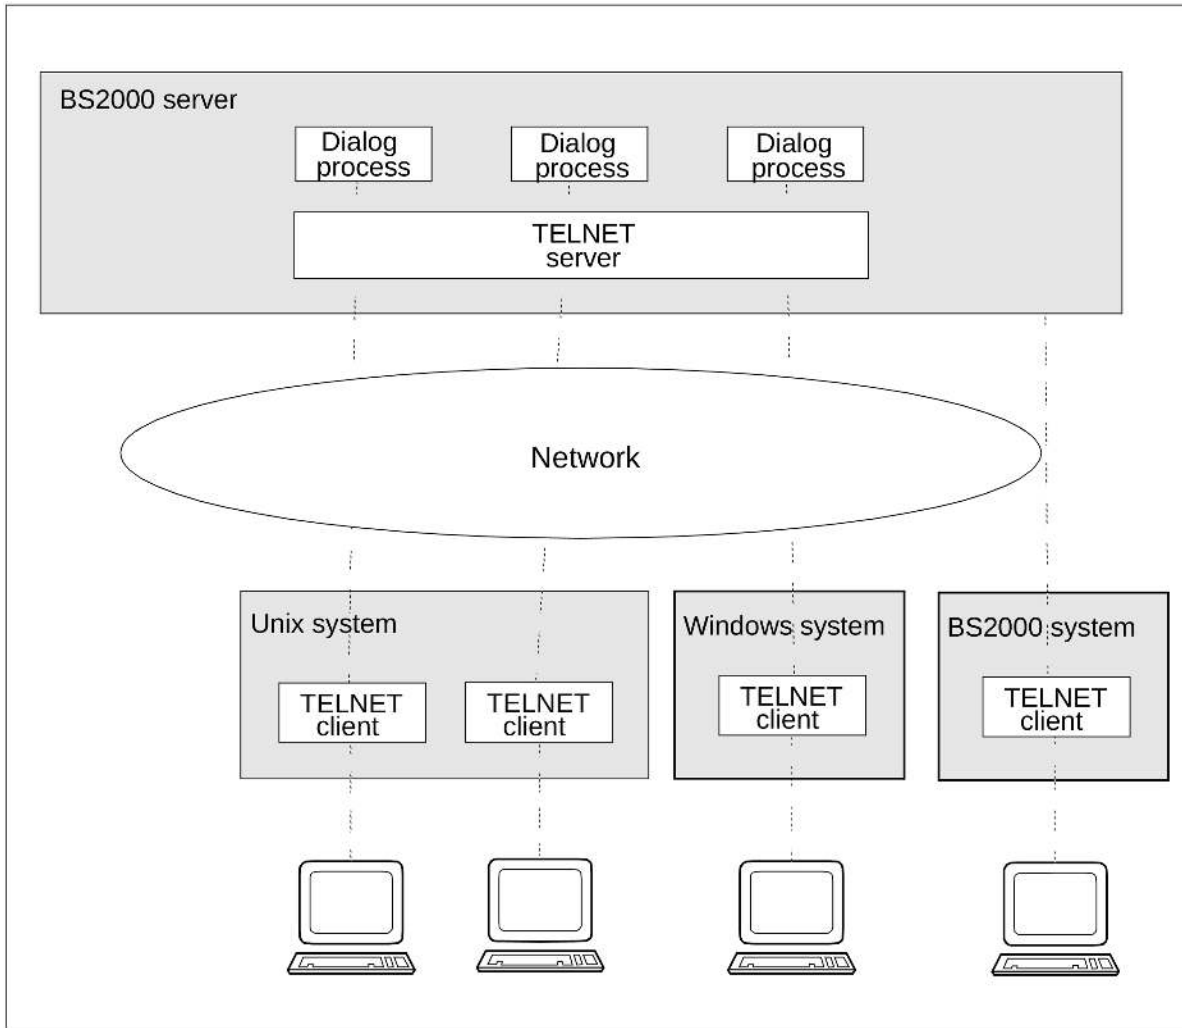 BS2000 server
Dialog
process
Dialog
process
Dialog
process
TELNET
server
Network
Unix system
Windows system
BS2000 system
TELNET
client
TELNET
client
TELNET
client
TELNET
client